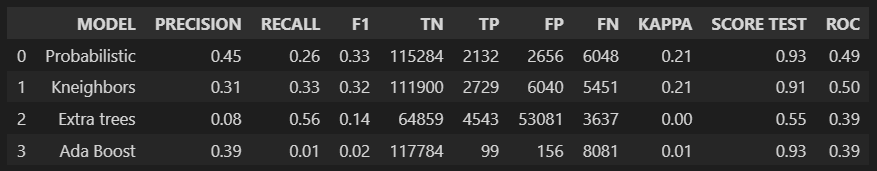 MODEL PRECISION RECALL F1 TN TP FP FN KAPPA SCORE TEST ROC
0 Probabilistic 0.45 0.26 0.33 115284 2132 2656 6048 0.21 0.93 0.49
1 Kneighbors 0.31 0.33 0.32 111900 2729 6040 5451 0.21 0.91 0.50
2 Extra trees 0.08 0.56 0.14 64859 4543 53081 3637 0.00 0.55 0.39
3 Ada Boost 0.39 0.01 0.02 117784 99 156 8081 0.01 0.93 0.39